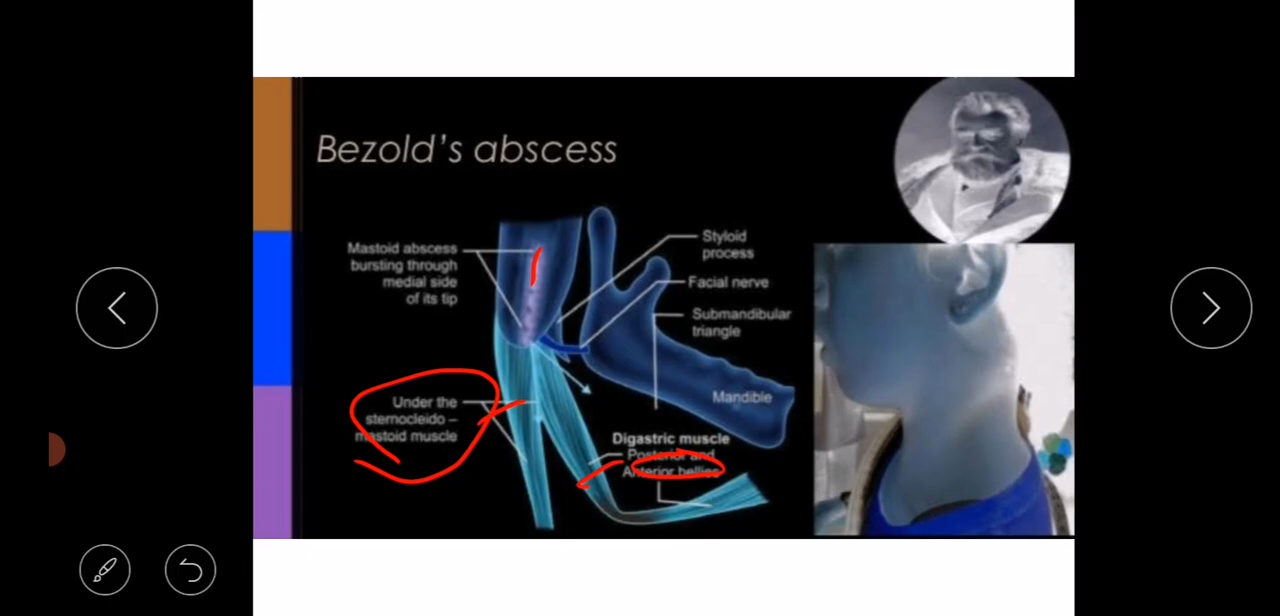 Bezold's abscess
Mastoid abscess
bursting through
medial side
of its tip
Styloid
process
Facial nerve
Submandibular
triangle
Mandible
Under the
sternocleido –
mastoid muscle
Digastric muscle
Posterior and
Anterior bellies